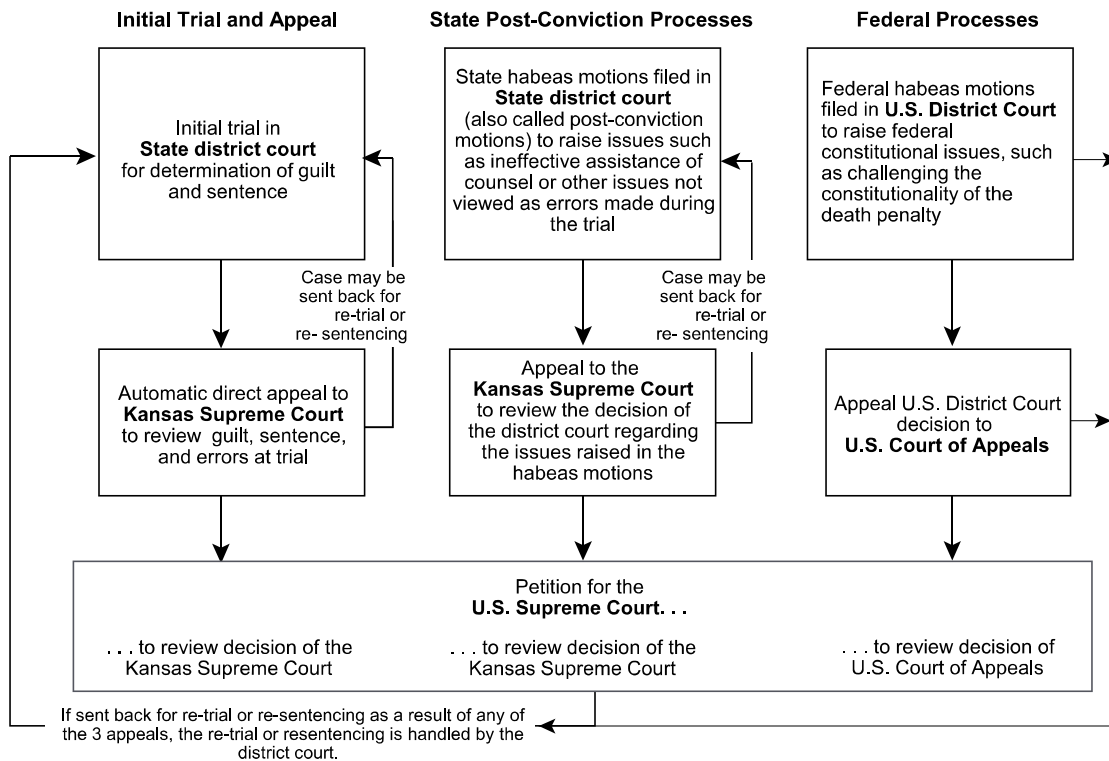 Initial Trial and Appeal
State Post-Conviction Processes
Federal Processes
Initial trial in
State district court
for determination of guilt
and sentence
State habeas motions filed in
State district court
(also called post-conviction
motions) to raise issues such
as ineffective assistance of
counsel or other issues not
viewed as errors made during
the trial
Federal habeas motions
filed in U.S. District Court
to raise federal
constitutional issues, such
as challenging the
constitutionality of the
death penalty
Case may be
sent back for
re-trial or
re- sentencing
Case may be
sent back for
re-trial or
re- sentencing
Automatic direct appeal to
Kansas Supreme Court
to review guilt, sentence,
and errors at trial
Appeal to the
Kansas Supreme Court
to review the decision of
the district court regarding
the issues raised in the
habeas motions
Appeal U.S. District Court
decision to
U.S. Court of Appeals
Petition for the
U.S. Supreme Court. . .
. . . to review decision of the
Kansas Supreme Court
. . . to review decision of the
Kansas Supreme Court
. . . to review decision of
U.S. Court of Appeals
If sent back for re-trial or re-sentencing as a result of any of
the 3 appeals, the re-trial or resentencing is handled by the
district court.